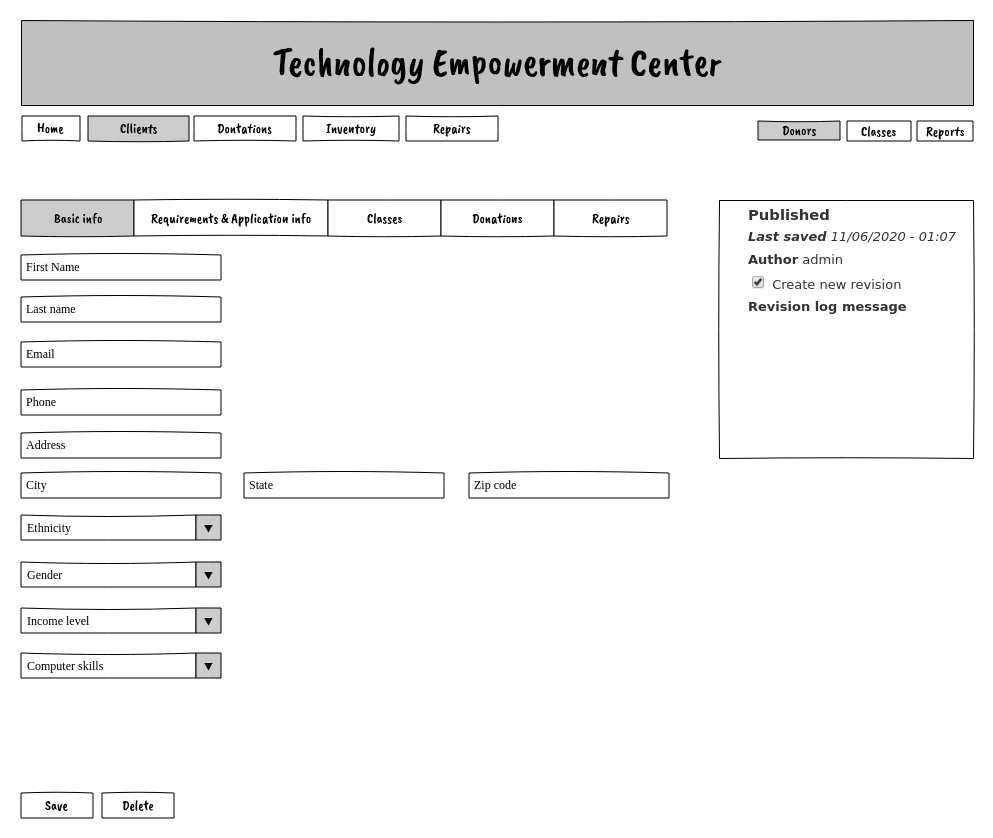 Technology Empowerment Center
Home Cllients Dontations Inventory Repairs Donors Classes Reports
Basic info Requirements & Application info Classes Donations Repairs
Published
Last saved 11/06/2020 - 01:07
Author admin
Create new revision
Revision log message
First Name
Last name
Email
Phone
Address
City State Zip code
Ethnicity
Gender
Income level
Computer skills
Save Delete